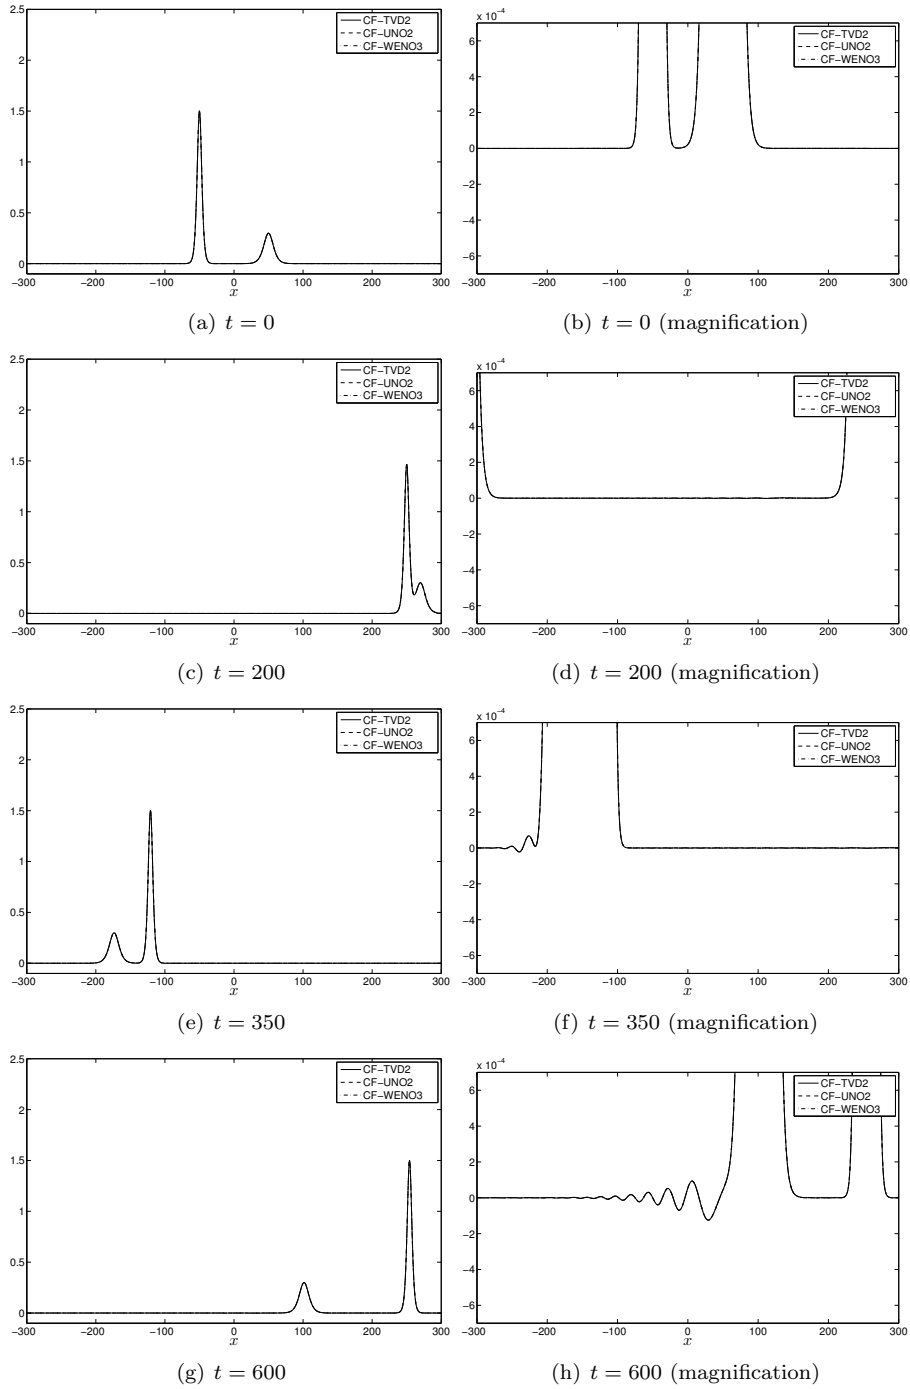 2.5
2
1.5
1
0.5
0
−300 −200 −100 0 100 200 300
x
CF−TVD2
CF−UNO2
CF−WENO3
(a) t = 0
x 10⁻⁴
6
4
2
0
−2
−4
−6
−300 −200 −100 0 100 200 300
x
CF−TVD2
CF−UNO2
CF−WENO3
(b) t = 0 (magnification)
2.5
2
1.5
1
0.5
0
−300 −200 −100 0 100 200 300
x
CF−TVD2
CF−UNO2
CF−WENO3
(c) t = 200
x 10⁻⁴
6
4
2
0
−2
−4
−6
−300 −200 −100 0 100 200 300
x
CF−TVD2
CF−UNO2
CF−WENO3
(d) t = 200 (magnification)
2.5
2
1.5
1
0.5
0
−300 −200 −100 0 100 200 300
x
CF−TVD2
CF−UNO2
CF−WENO3
(e) t = 350
x 10⁻⁴
6
4
2
0
−2
−4
−6
−300 −200 −100 0 100 200 300
x
CF−TVD2
CF−UNO2
CF−WENO3
(f) t = 350 (magnification)
2.5
2
1.5
1
0.5
0
−300 −200 −100 0 100 200 300
x
CF−TVD2
CF−UNO2
CF−WENO3
(g) t = 600
x 10⁻⁴
6
4
2
0
−2
−4
−6
−300 −200 −100 0 100 200 300
x
CF−TVD2
CF−UNO2
CF−WENO3
(h) t = 600 (magnification)